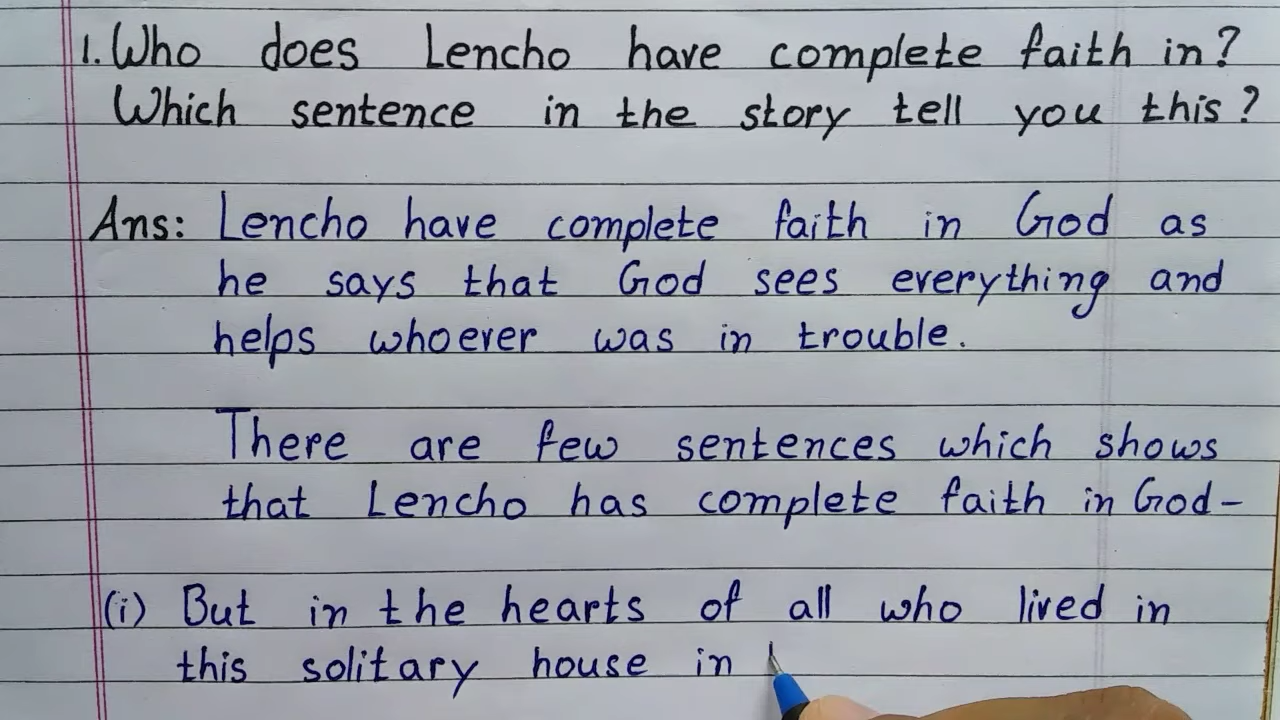 1. Who does Lencho have complete faith in?
Which sentence in the story tell you this?
Ans: Lencho have complete faith in God as
he says that God sees everything and
helps whoever was in trouble.
There are few sentences which shows
that Lencho has complete faith in God-
(i) But in the hearts of all who lived in
this solitary house in